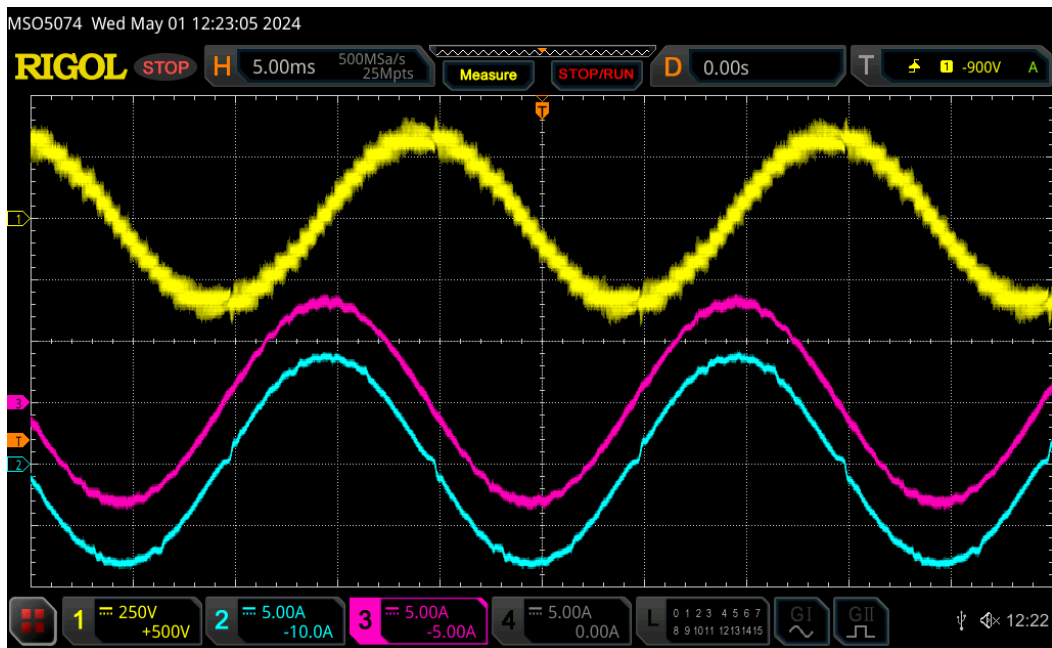 MSO5074 Wed May 01 12:23:05 2024
RIGOL STOP H 5.00ms 500MSa/s 25Mpts Measure STOP/RUN D 0.00s T 1 -900V A
T
1
3
T
2
1 250V +500V 2 5.00A -10.0A 3 5.00A -5.00A 4 5.00A 0.00A L 0 1 2 3 4 5 6 7 GI GII 12:22
8 9 10 11 12 13 14 15